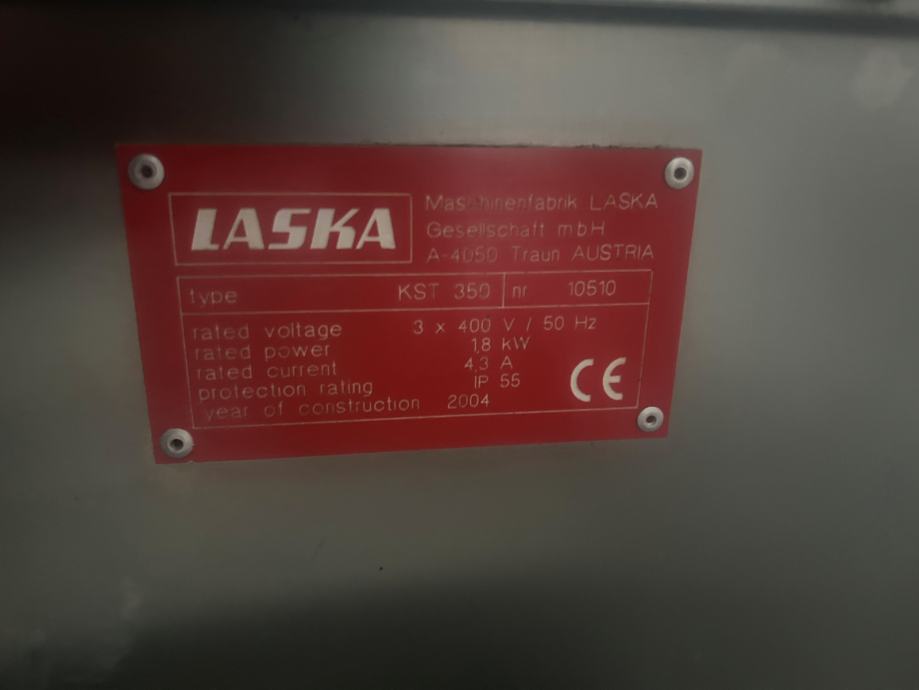 LASKA
Maschinenfabrik LASKA
Gesellschaft mbH
A-4050 Traun AUSTRIA
type KST 350 nr 10510
rated voltage 3 x 400 V / 50 Hz
rated power 1,8 kW
rated current 4,3 A
protection rating IP 55
year of construction 2004
CE